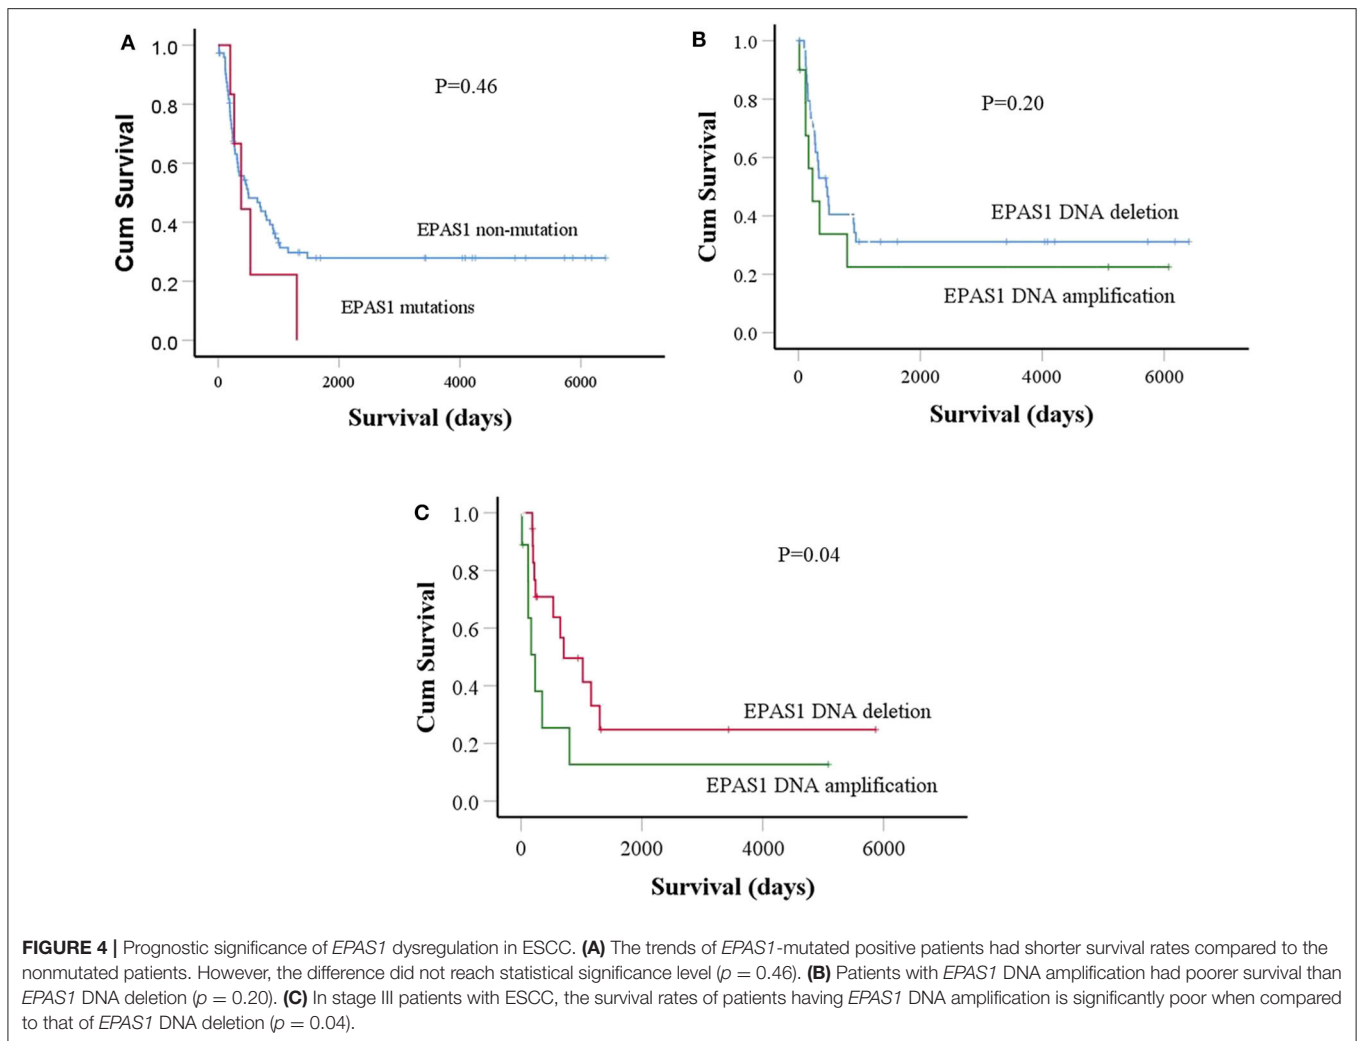 A
1.0
0.8
0.6
0.4
0.2
0.0
Cum Survival
P=0.46
EPAS1 non-mutation
EPAS1 mutations
0 2000 4000 6000
Survival (days)
B
1.0
0.8
0.6
0.4
0.2
0.0
Cum Survival
P=0.20
EPAS1 DNA deletion
EPAS1 DNA amplification
0 2000 4000 6000
Survival (days)
C
1.0
0.8
0.6
0.4
0.2
0.0
Cum Survival
P=0.04
EPAS1 DNA deletion
EPAS1 DNA amplification
0 2000 4000 6000
Survival (days)
FIGURE 4 | Prognostic significance of EPAS1 dysregulation in ESCC. (A) The trends of EPAS1-mutated positive patients had shorter survival rates compared to the
nonmutated patients. However, the difference did not reach statistical significance level (p = 0.46). (B) Patients with EPAS1 DNA amplification had poorer survival than
EPAS1 DNA deletion (p = 0.20). (C) In stage III patients with ESCC, the survival rates of patients having EPAS1 DNA amplification is significantly poor when compared
to that of EPAS1 DNA deletion (p = 0.04).